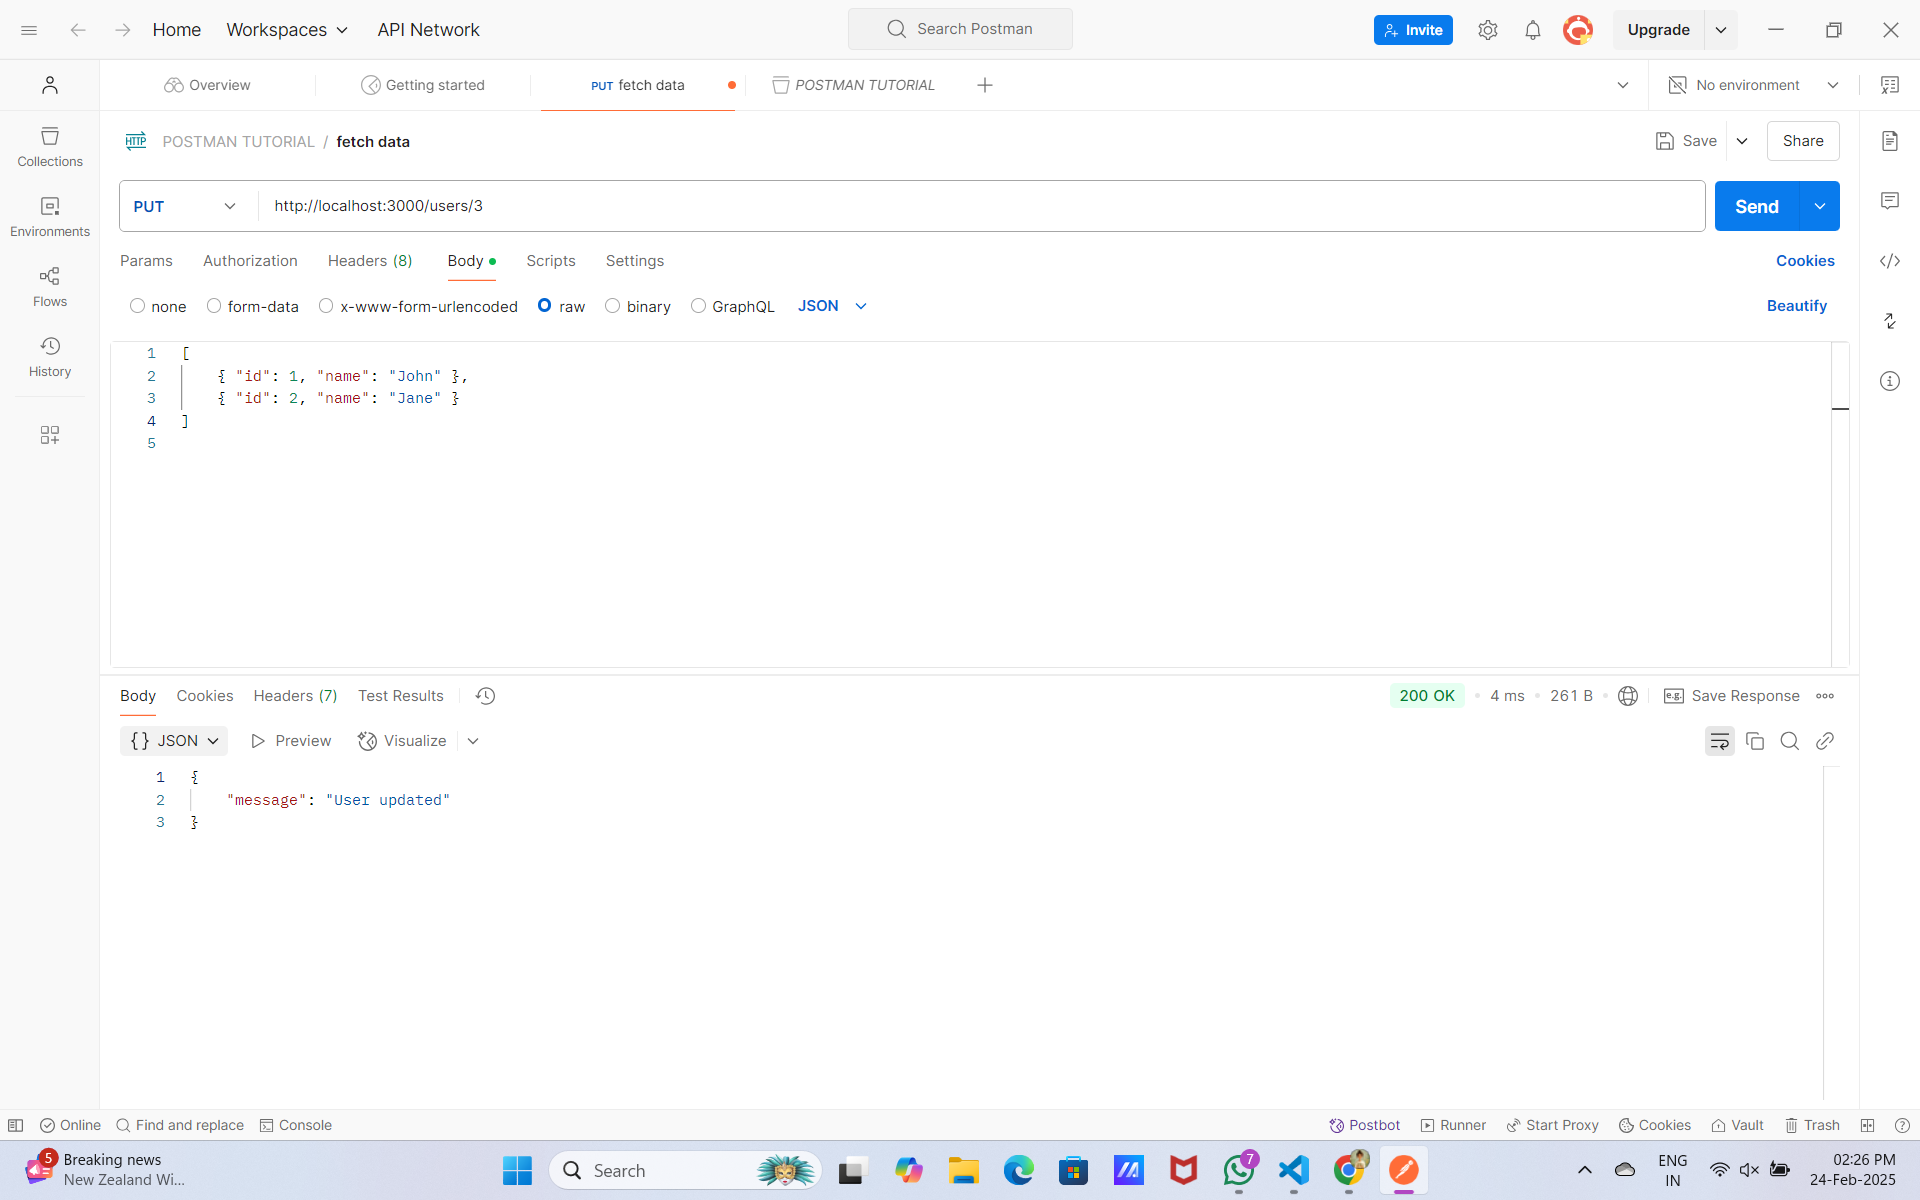 Home
Workspaces
API Network
Search Postman
Invite
Upgrade
Overview
Getting started
PUT fetch data
POSTMAN TUTORIAL
No environment
HTTP POSTMAN TUTORIAL / fetch data
Save
Share
Collections
Environments
Flows
History
PUT
http://localhost:3000/users/3
Send
Params
Authorization
Headers (8)
Body
Scripts
Settings
Cookies
none
form-data
x-www-form-urlencoded
raw
binary
GraphQL
JSON
Beautify
1 [
2 { "id": 1, "name": "John" },
3 { "id": 2, "name": "Jane" }
4 ]
5
Body
Cookies
Headers (7)
Test Results
200 OK
4 ms
261 B
e.g. Save Response
{} JSON
Preview
Visualize
1 {
2 "message": "User updated"
3 }
Online
Find and replace
Console
Postbot
Runner
Start Proxy
Cookies
Vault
Trash
5
Breaking news
New Zealand Wi...
Search
7
ENG
IN
02:26 PM
24-Feb-2025